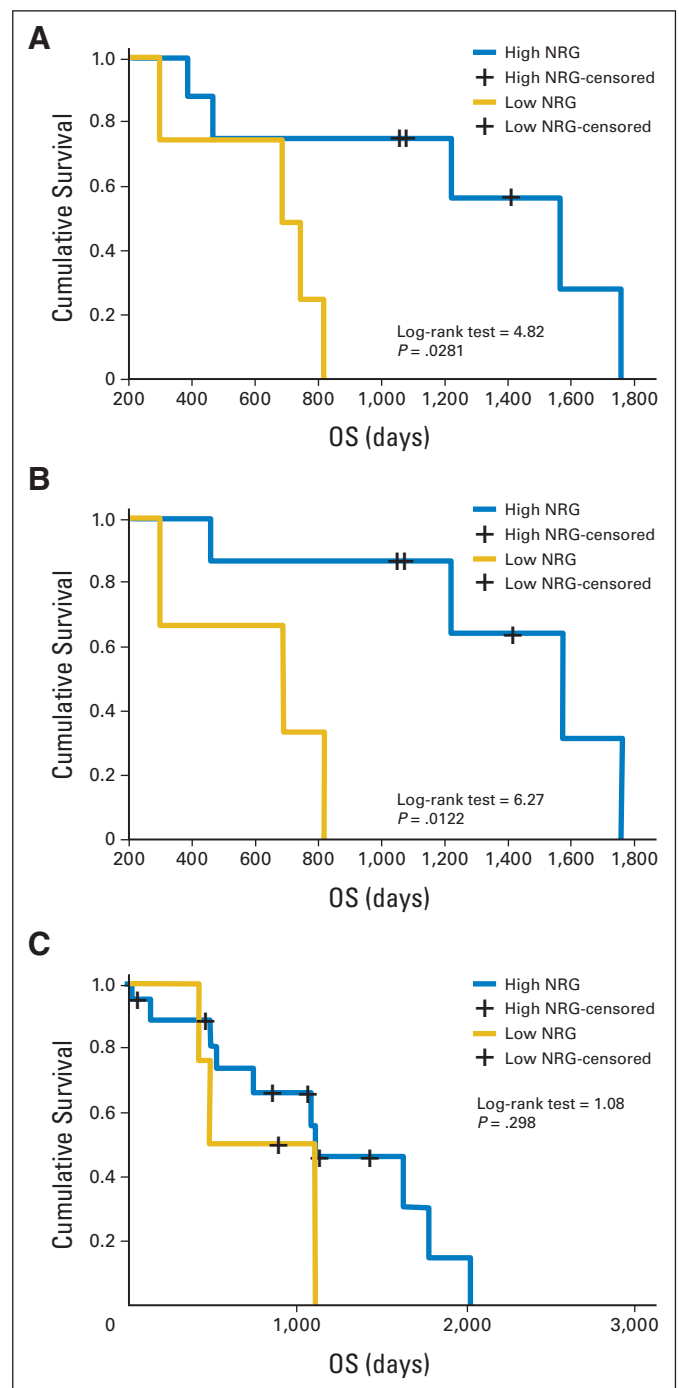 A
Cumulative Survival
1.0
0.8
0.6
0.4
0.2
0
200 400 600 800 1,000 1,200 1,400 1,600 1,800
OS (days)
High NRG
High NRG-censored
Low NRG
Low NRG-censored
Log-rank test = 4.82
P = .0281
B
Cumulative Survival
1.0
0.8
0.6
0.4
0.2
0
200 400 600 800 1,000 1,200 1,400 1,600 1,800
OS (days)
High NRG
High NRG-censored
Low NRG
Low NRG-censored
Log-rank test = 6.27
P = .0122
C
Cumulative Survival
1.0
0.8
0.6
0.4
0.2
0 1,000 2,000 3,000
OS (days)
High NRG
High NRG-censored
Low NRG
Low NRG-censored
Log-rank test = 1.08
P = .298